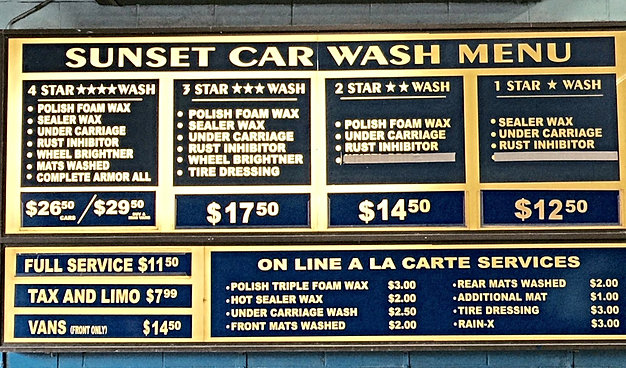 SUNSET CAR WASH MENU
4 STAR ★★★★ WASH
• POLISH FOAM WAX
• SEALER WAX
• UNDER CARRIAGE
• RUST INHIBITOR
• WHEEL BRIGHTNER
• MATS WASHED
• COMPLETE ARMOR ALL
$26.50 CARS / $29.50
3 STAR ★★★ WASH
• POLISH FOAM WAX
• SEALER WAX
• UNDER CARRIAGE
• RUST INHIBITOR
• WHEEL BRIGHTNER
• TIRE DRESSING
$17.50
2 STAR ★★ WASH
• POLISH FOAM WAX
• UNDER CARRIAGE
• RUST INHIBITOR
$14.50
1 STAR ★ WASH
• SEALER WAX
• UNDER CARRIAGE
• RUST INHIBITOR
$12.50
FULL SERVICE $11.50
TAX AND LIMO $7.99
VANS (FRONT ONLY) $14.50
ON LINE A LA CARTE SERVICES
• POLISH TRIPLE FOAM WAX $3.00
• HOT SEALER WAX $2.00
• UNDER CARRIAGE WASH $2.50
• FRONT MATS WASHED $2.00
• REAR MATS WASHED $2.00
• ADDITIONAL MAT $1.00
• TIRE DRESSING $3.00
• RAIN-X $3.00